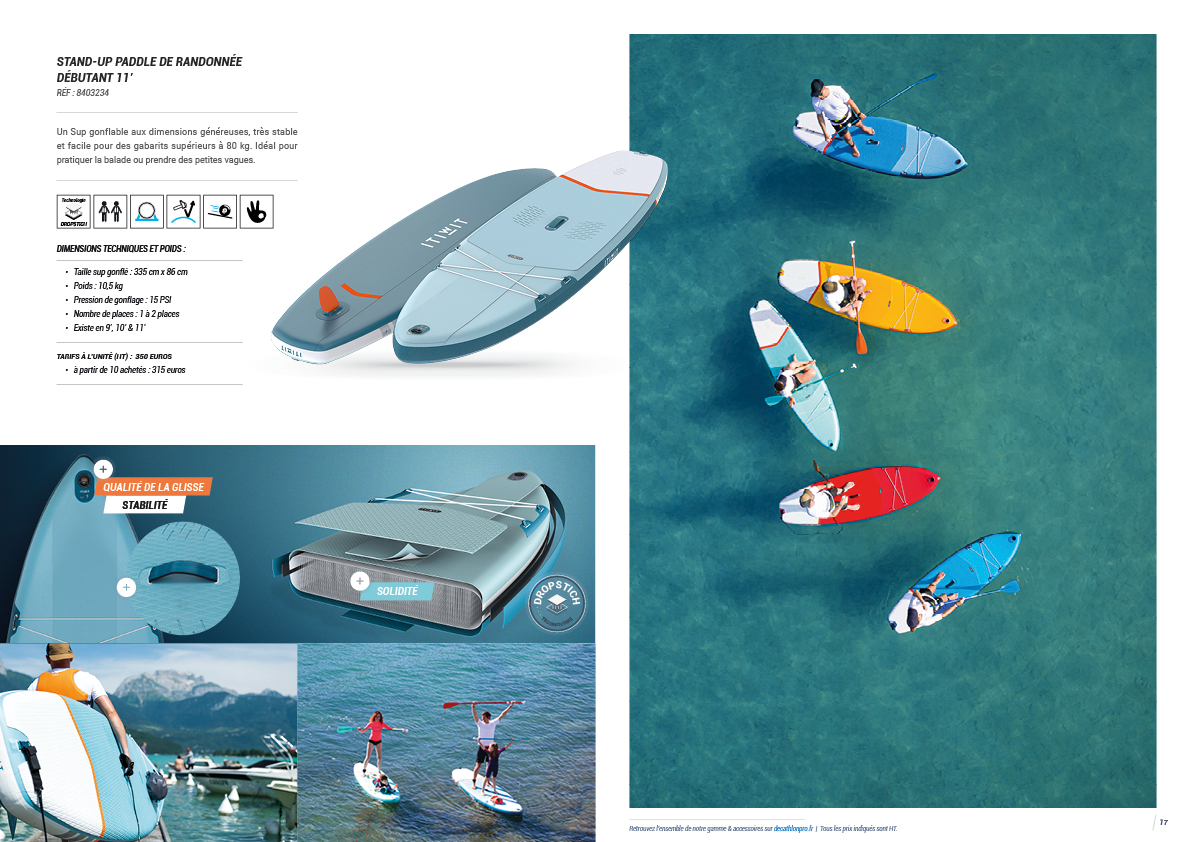 STAND-UP PADDLE DE RANDONNÉE
DÉBUTANT 11'
RÉF : 8403234
Un Sup gonflable aux dimensions généreuses, très stable
et facile pour des gabarits supérieurs à 80 kg. Idéal pour
pratiquer la balade ou prendre des petites vagues.
Technologie
DROPSTICH
DIMENSIONS TECHNIQUES ET POIDS :
• Taille sup gonflé : 335 cm x 86 cm
• Poids : 10,5 kg
• Pression de gonflage : 15 PSI
• Nombre de places : 1 à 2 places
• Existe en 9', 10' & 11'
TARIFS À L'UNITÉ (HT) : 350 EUROS
• à partir de 10 achetés : 315 euros
ITIWIT
ITIWIT
QUALITÉ DE LA GLISSE
STABILITÉ
SOLIDITÉ
DROPSTICH
TECHNOLOGIE
Retrouvez l'ensemble de notre gamme & accessoires sur decathlonpro.fr | Tous les prix indiqués sont HT.
17